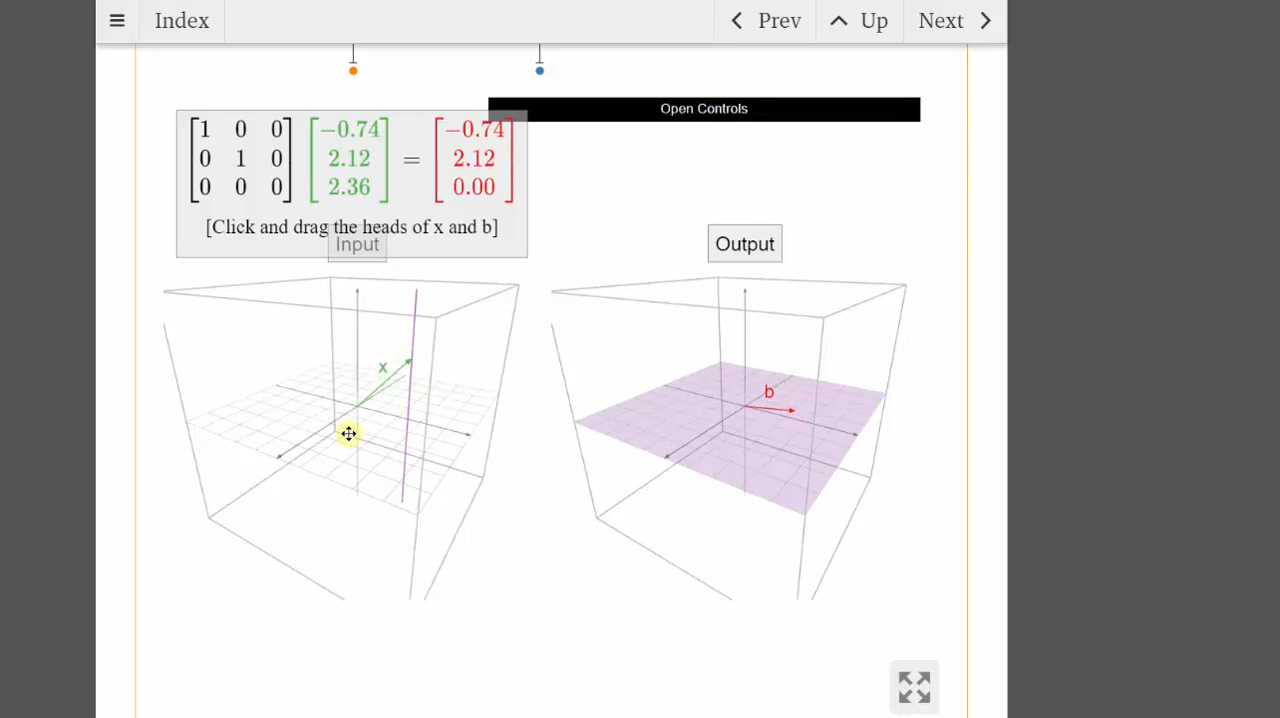 ≡ Index < Prev ^ Up Next >
Open Controls
[1 0 0] [−0.74] [−0.74]
[0 1 0] [2.12] = [2.12]
[0 0 0] [2.36] [0.00]
[Click and drag the heads of x and b]
Input
Output
x
b